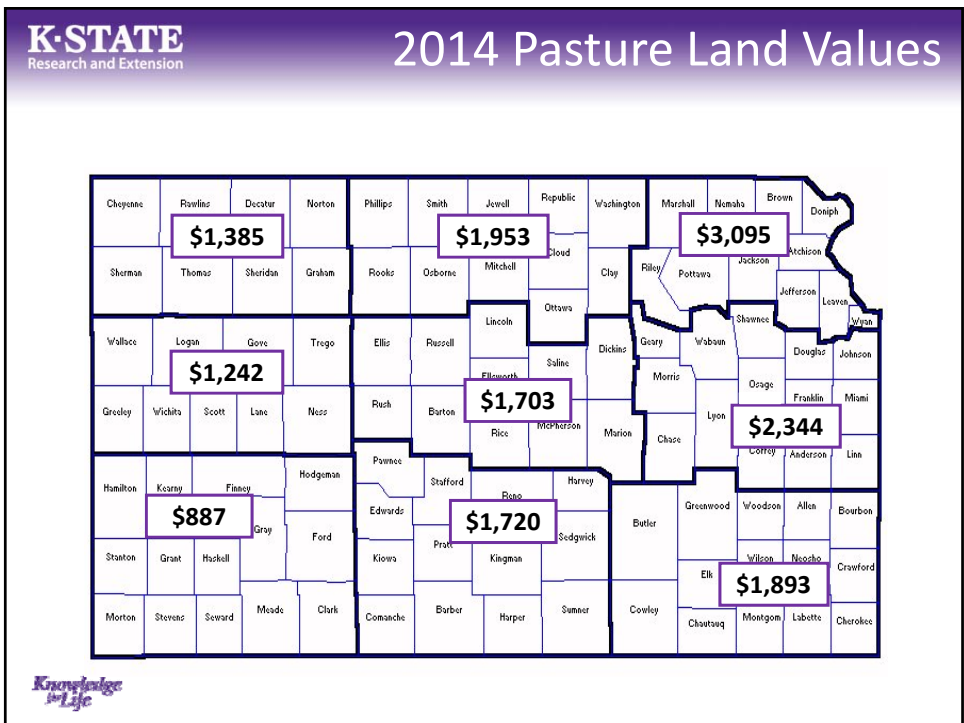 K·STATE
Research and Extension
2014 Pasture Land Values
Cheyenne Rawlins Decatur Norton Phillips Smith Jewell Republic Washington Marshall Nemaha Brown Doniph
$1,385 $1,953 $3,095
Sherman Thomas Sheridan Graham Rooks Osborne Mitchell Cloud Clay Riley Pottawa Jackson Atchison
Ottawa Jefferson Leaven Wyan
Wallace Logan Gove Trego Ellis Russell Lincoln Saline Dickins Geary Wabaun Shawnee Douglas Johnson
$1,242 Ellsworth Morris Osage
Greeley Wichita Scott Lane Ness Rush Barton $1,703 Lyon Franklin Miami
Rice McPherson Marion Chase $2,344
Coffey Anderson Linn
Hamilton Kearny Finney Hodgeman Pawnee Stafford Reno Harvey Butler Greenwood Woodson Allen Bourbon
$887 Gray Ford Edwards $1,720 Sedgwick
Stanton Grant Haskell Kiowa Pratt Kingman Elk Wilson Neosho Crawford
$1,893
Morton Stevens Seward Meade Clark Comanche Barber Harper Sumner Cowley Chautauq Montgom Labette Cherokee
Knowledge
for Life